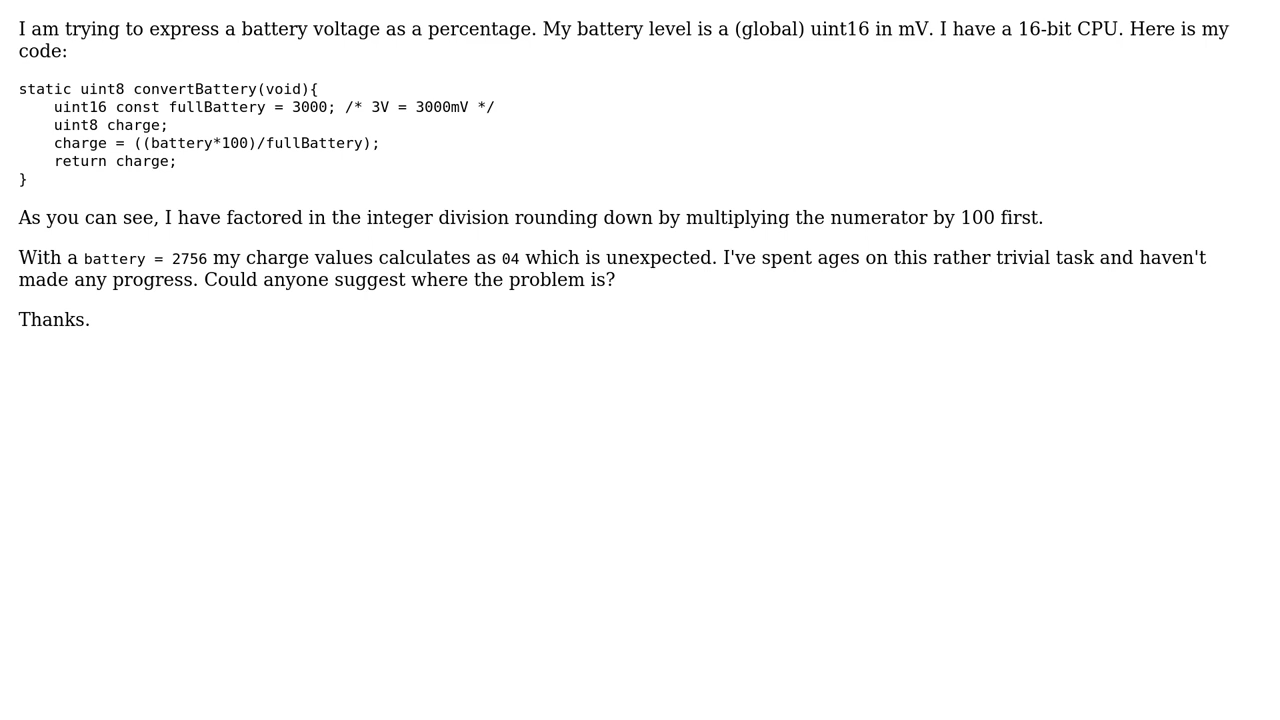 I am trying to express a battery voltage as a percentage. My battery level is a (global) uint16 in mV. I have a 16-bit CPU. Here is my
code:
static uint8 convertBattery(void){
    uint16 const fullBattery = 3000; /* 3V = 3000mV */
    uint8 charge;
    charge = ((battery*100)/fullBattery);
    return charge;
}
As you can see, I have factored in the integer division rounding down by multiplying the numerator by 100 first.
With a battery = 2756 my charge values calculates as 04 which is unexpected. I've spent ages on this rather trivial task and haven't
made any progress. Could anyone suggest where the problem is?
Thanks.